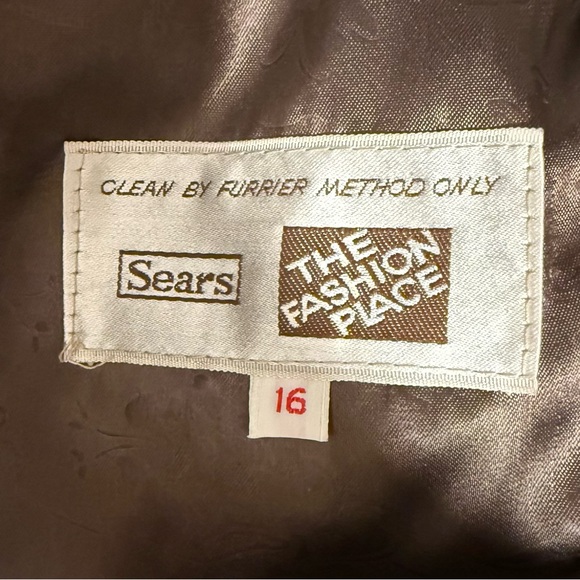 CLEAN BY FURRIER METHOD ONLY
Sears
THE
FASHION
PLACE
16